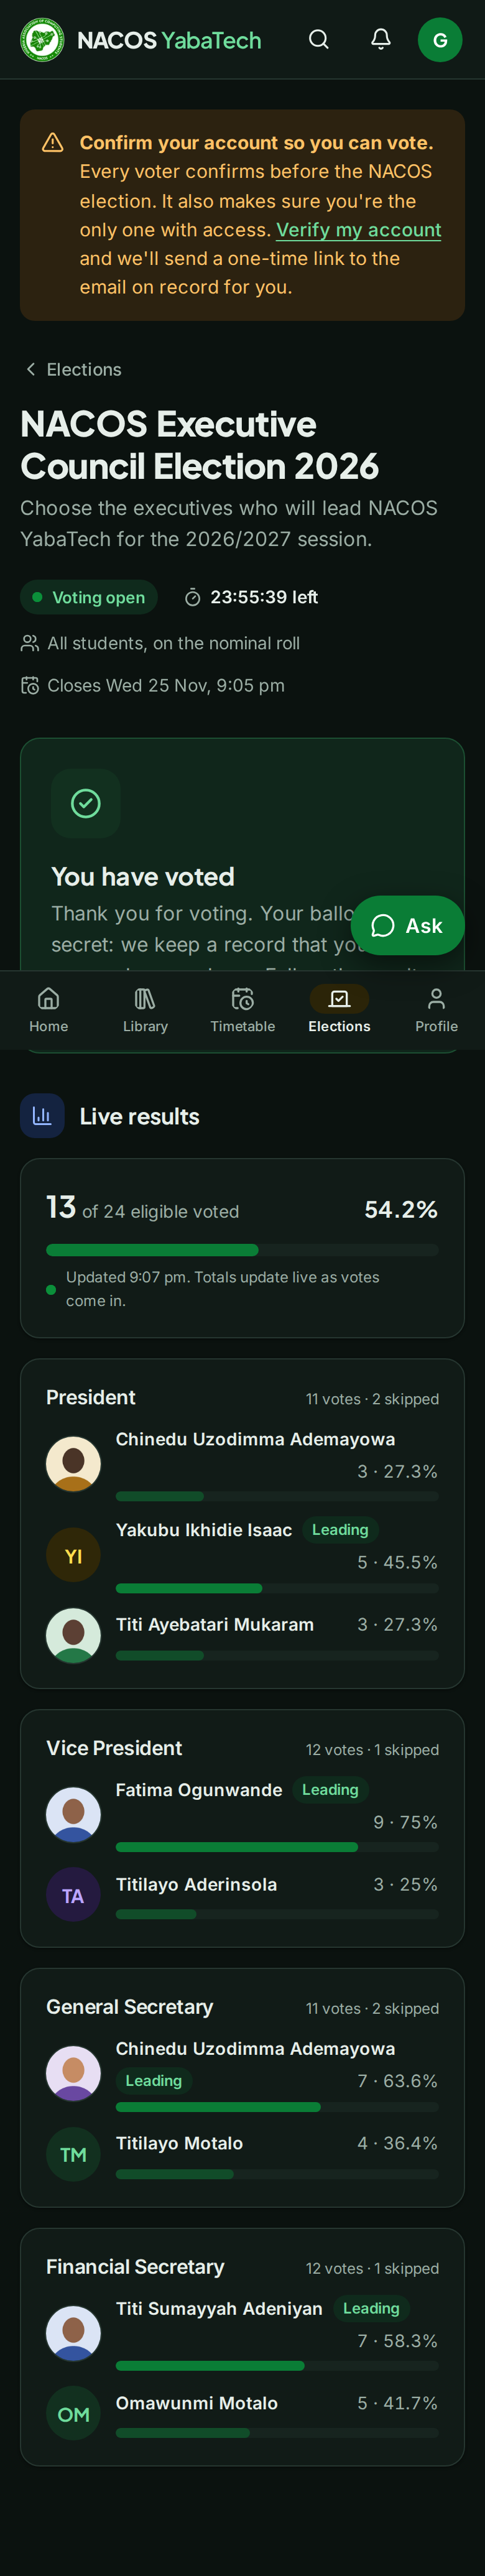 NACOS YabaTech
G
Confirm your account so you can vote.
Every voter confirms before the NACOS
election. It also makes sure you're the
only one with access. Verify my account
and we'll send a one-time link to the
email on record for you.
Elections
NACOS Executive
Council Election 2026
Choose the executives who will lead NACOS
YabaTech for the 2026/2027 session.
Voting open
23:55:39 left
All students, on the nominal roll
Closes Wed 25 Nov, 9:05 pm
You have voted
Thank you for voting. Your
secret: we keep a record that
Ask
Home
Library
Timetable
Elections
Profile
Live results
13 of 24 eligible voted
54.2%
Updated 9:07 pm. Totals update live as votes
come in.
President
11 votes · 2 skipped
Chinedu Uzodimma Ademayowa
3 · 27.3%
YI
Yakubu Ikhidie Isaac
Leading
5 · 45.5%
Titi Ayebatari Mukaram
3 · 27.3%
Vice President
12 votes · 1 skipped
Fatima Ogunwande
Leading
9 · 75%
TA
Titilayo Aderinsola
3 · 25%
General Secretary
11 votes · 2 skipped
Chinedu Uzodimma Ademayowa
Leading
7 · 63.6%
TM
Titilayo Motalo
4 · 36.4%
Financial Secretary
12 votes · 1 skipped
Titi Sumayyah Adeniyan
Leading
7 · 58.3%
OM
Omawunmi Motalo
5 · 41.7%